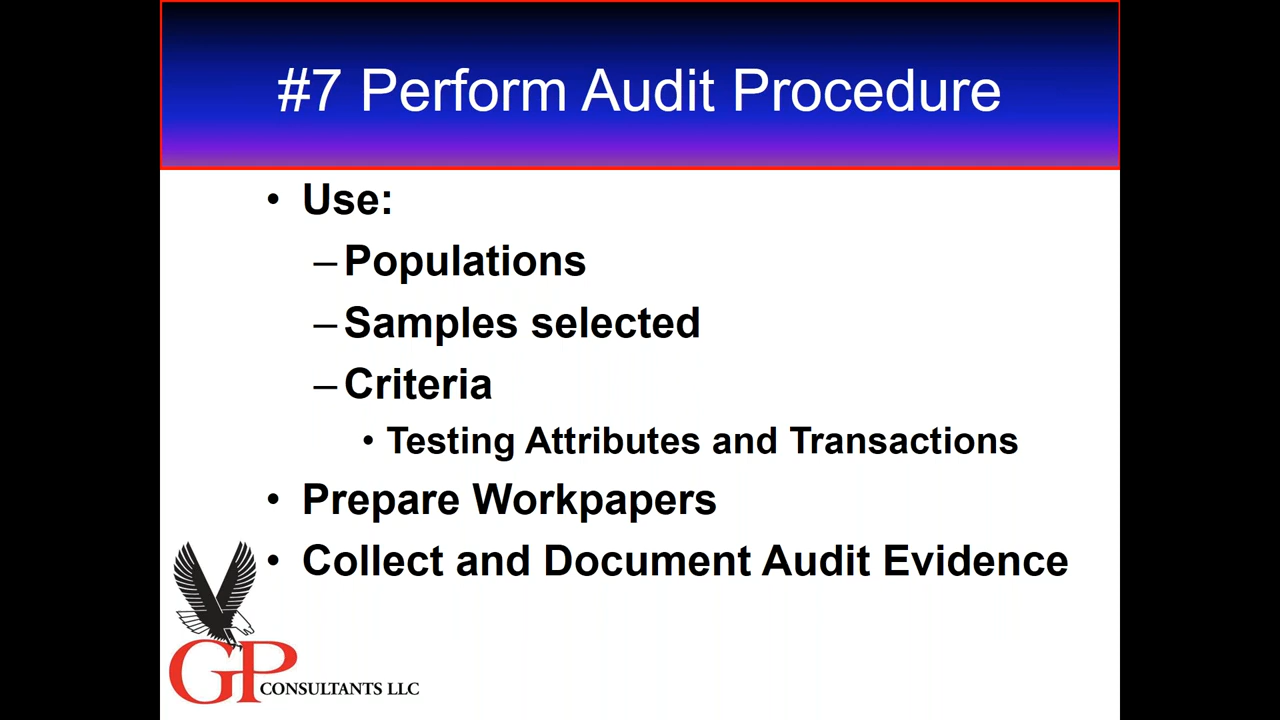 #7 Perform Audit Procedure
• Use:
– Populations
– Samples selected
– Criteria
• Testing Attributes and Transactions
• Prepare Workpapers
• Collect and Document Audit Evidence
GP CONSULTANTS LLC